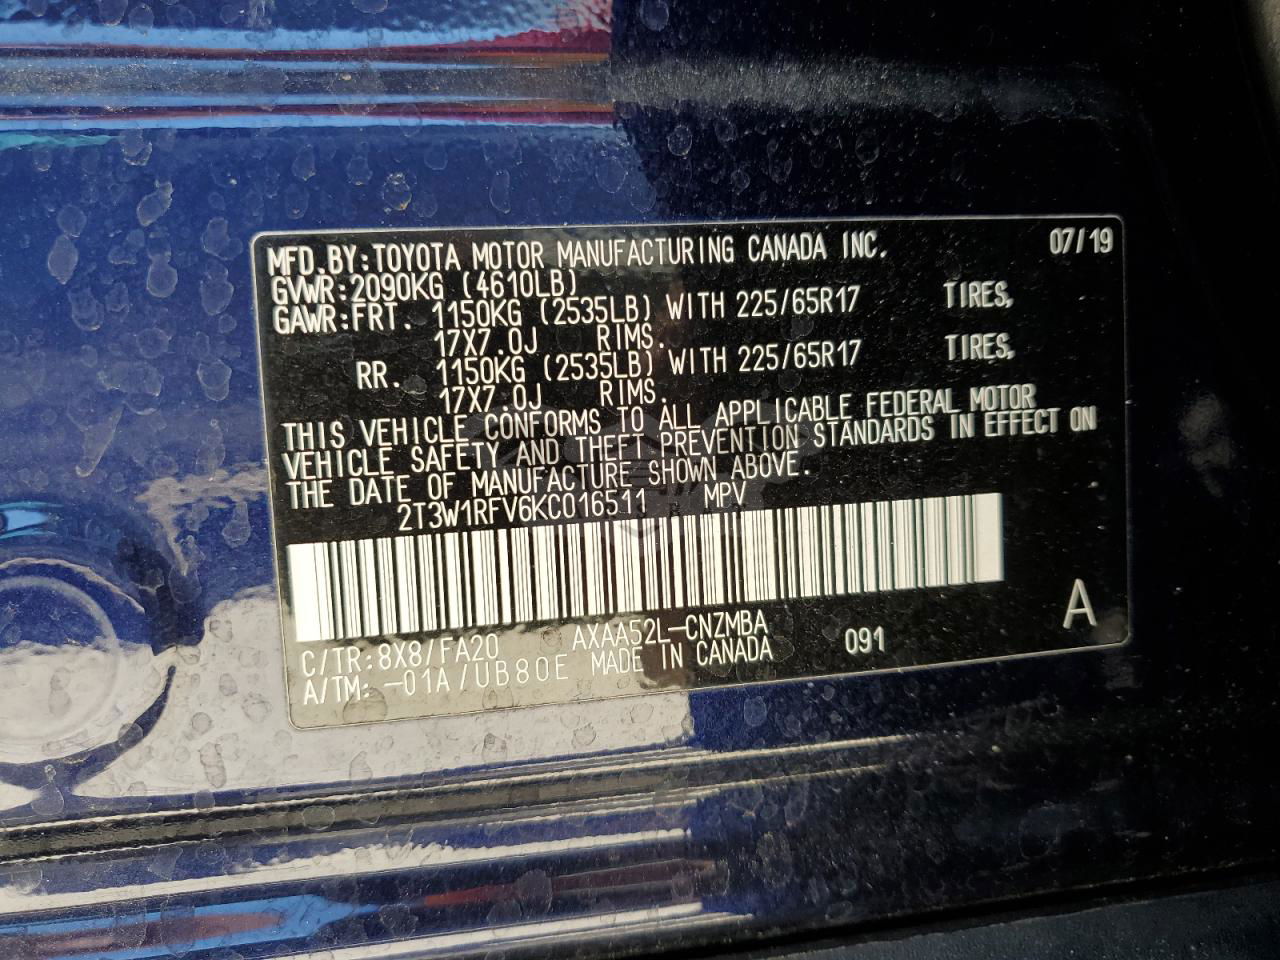 MFD.BY:TOYOTA MOTOR MANUFACTURING CANADA INC. 07/19
GVWR:2090KG (4610LB)
GAWR:FRT. 1150KG (2535LB) WITH 225/65R17 TIRES,
17X7.0J RIMS.
RR. 1150KG (2535LB) WITH 225/65R17 TIRES,
17X7.0J RIMS.
THIS VEHICLE CONFORMS TO ALL APPLICABLE FEDERAL MOTOR
VEHICLE SAFETY AND THEFT PREVENTION STANDARDS IN EFFECT ON
THE DATE OF MANUFACTURE SHOWN ABOVE.
2T3W1RFV6KC016511 MPV
C/TR:8X8/FA20 AXAA52L-CNZMBA 091 A
A/TM:-01A/UB80E MADE IN CANADA